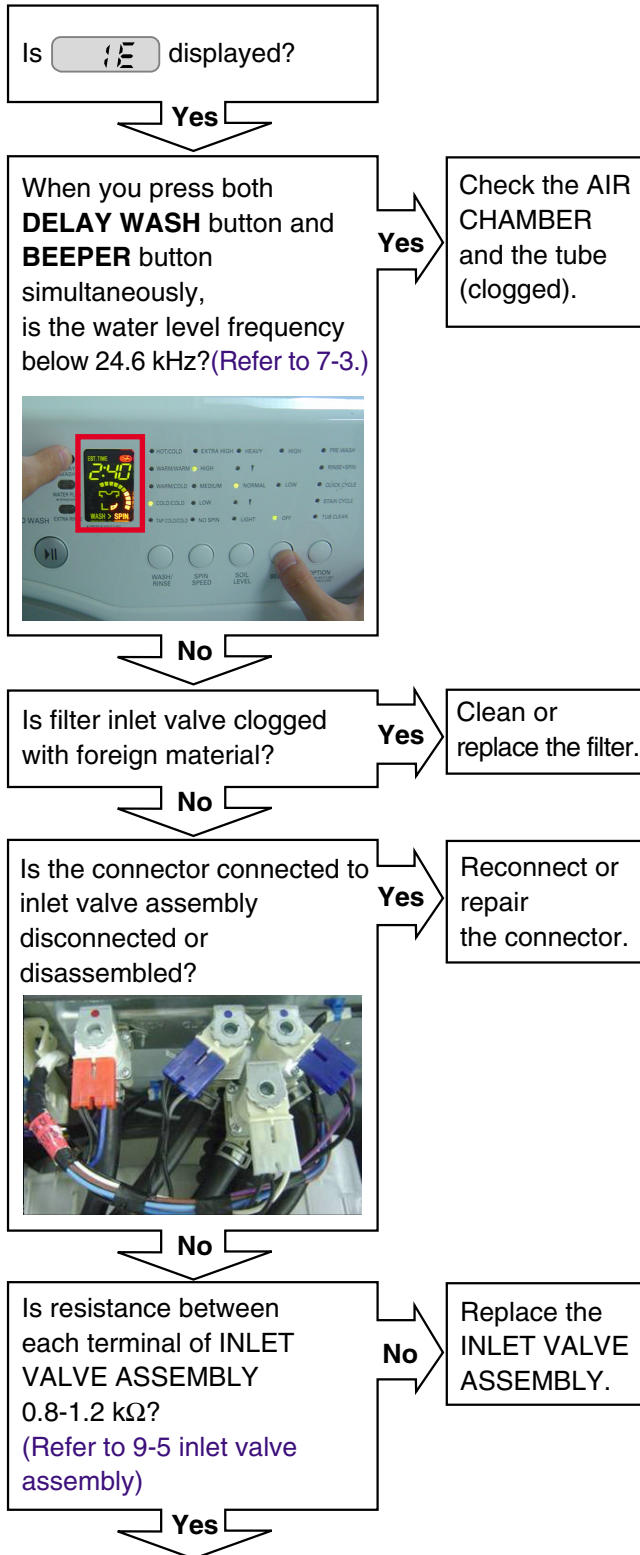 Is 1E displayed?
Yes
When you press both
DELAY WASH button and
BEEPER button
simultaneously,
is the water level frequency
below 24.6 kHz?(Refer to 7-3.)
Yes
Check the AIR
CHAMBER
and the tube
(clogged).
EST. TIME
2:40
WASH > SPIN
HOT/COLD EXTRA HIGH HEAVY HIGH PRE WASH
WARM/WARM HIGH RINSE+SPIN
WARM/COLD MEDIUM NORMAL LOW QUICK CYCLE
COLD/COLD LOW STAIN CYCLE
TAP COLD/COLD NO SPIN LIGHT OFF TUB CLEAN
WASH EXTRA
WASH/
RINSE
SPIN
SPEED
SOIL
LEVEL
No
Is filter inlet valve clogged
with foreign material?
Yes
Clean or
replace the filter.
No
Is the connector connected to
inlet valve assembly
disconnected or
disassembled?
Yes
Reconnect or
repair
the connector.
No
Is resistance between
each terminal of INLET
VALVE ASSEMBLY
0.8-1.2 kΩ?
(Refer to 9-5 inlet valve
assembly)
No
Replace the
INLET VALVE
ASSEMBLY.
Yes